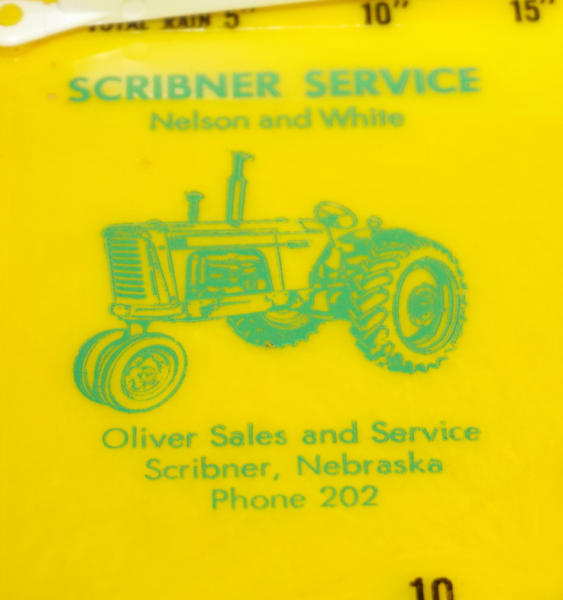 TOTAL RAIN 5" 10" 15"
SCRIBNER SERVICE
Nelson and White
Oliver Sales and Service
Scribner, Nebraska
Phone 202
10